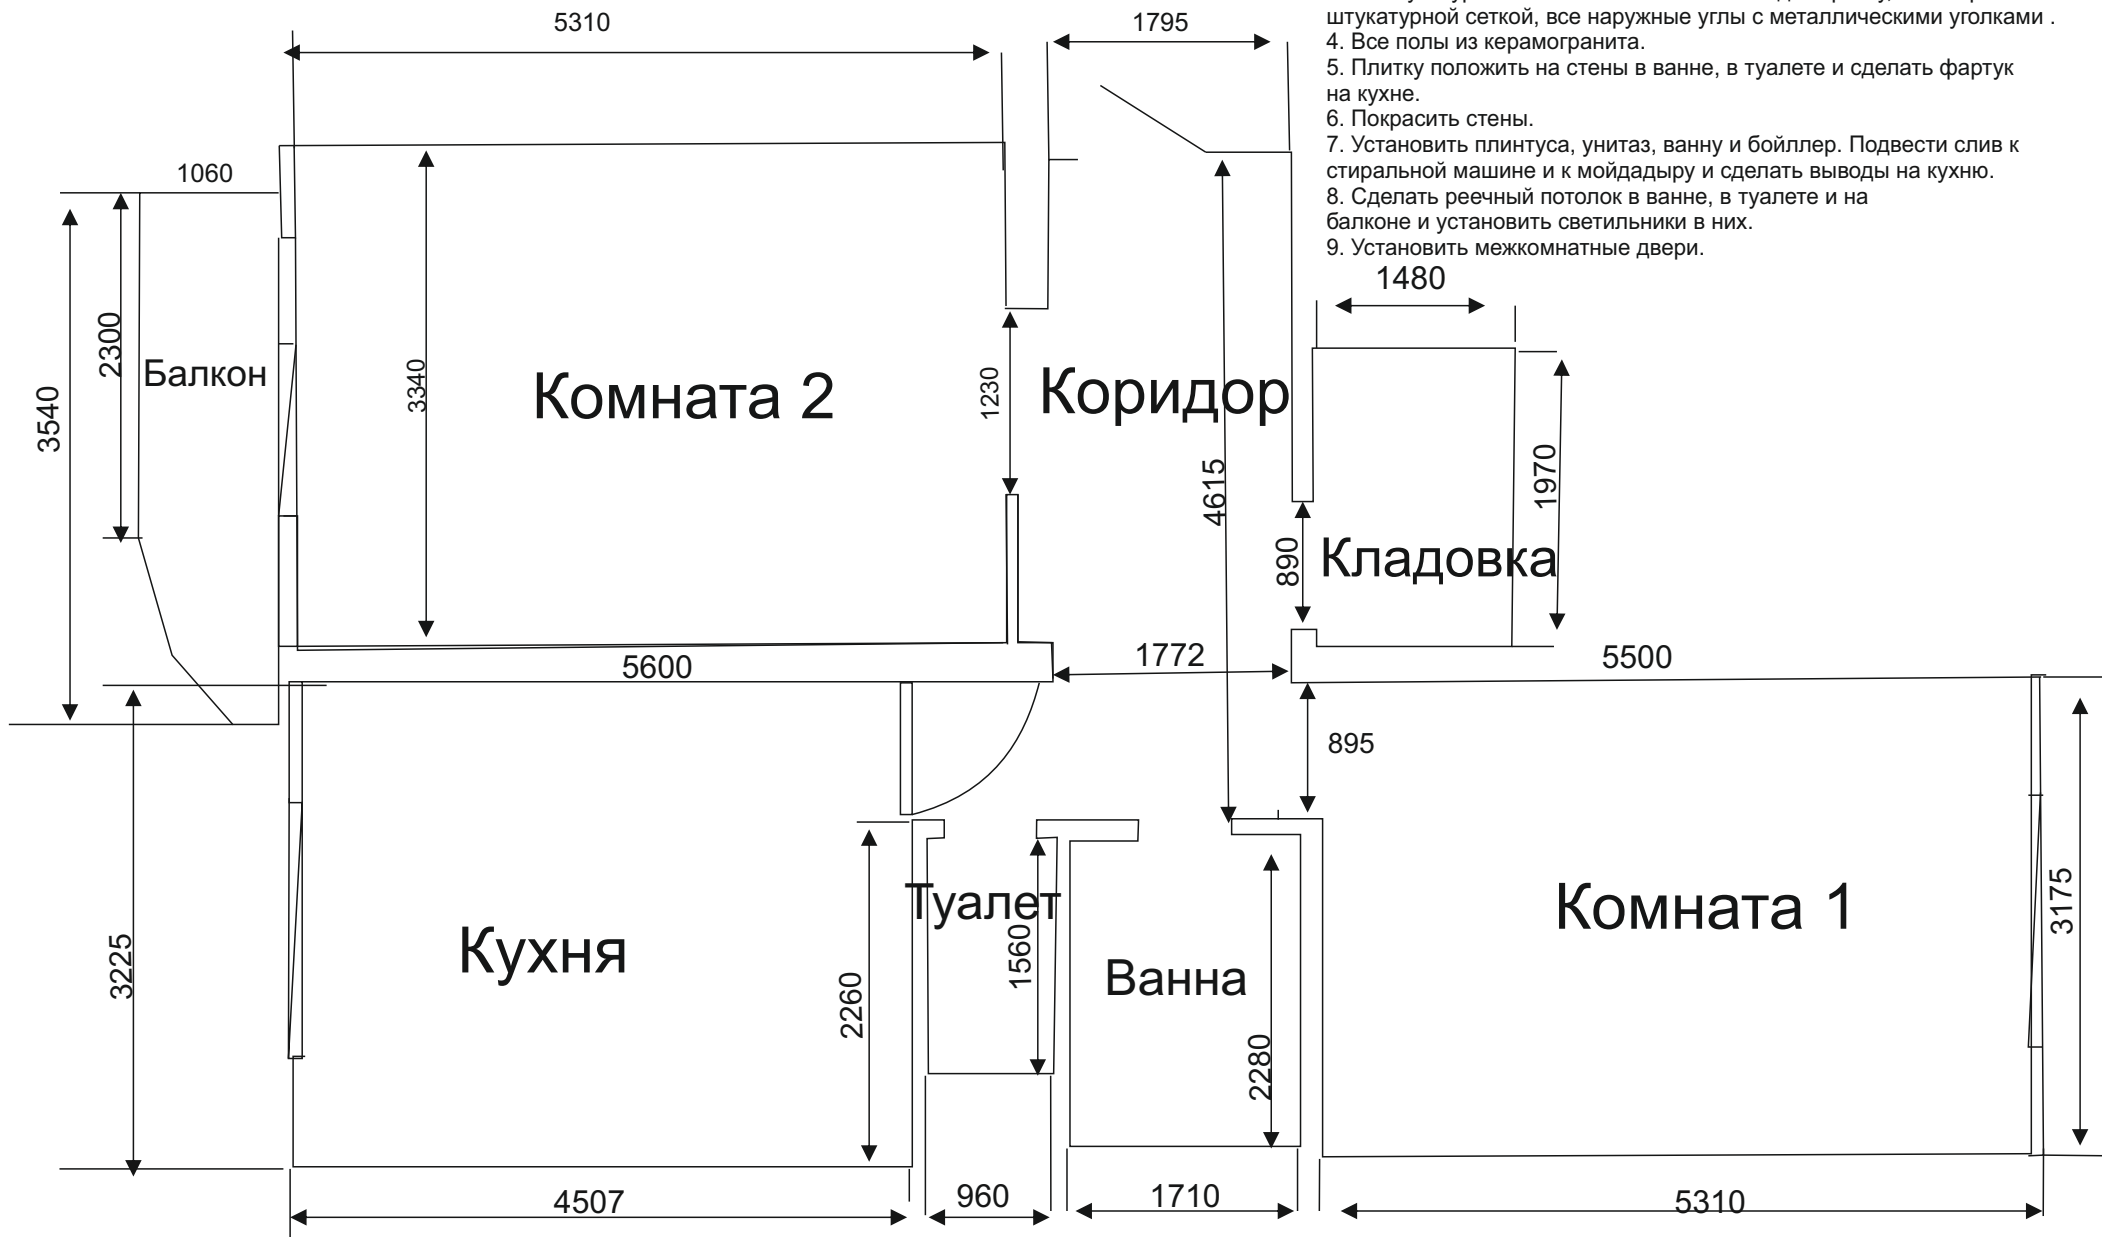 5310
1795
штукатурной сеткой, все наружные углы с металлическими уголками .
4. Все полы из керамогранита.
5. Плитку положить на стены в ванне, в туалете и сделать фартук
на кухне.
6. Покрасить стены.
7. Установить плинтуса, унитаз, ванну и бойллер. Подвести слив к
стиральной машине и к мойдадыру и сделать выводы на кухню.
8. Сделать реечный потолок в ванне, в туалете и на
балконе и установить светильники в них.
9. Установить межкомнатные двери.
1060
1480
2300
3540
Балкон
3340
Комната 2
1230
Коридор
4615
1970
890
Кладовка
5600
1772
5500
895
3225
Кухня
2260
Туалет
1560
Ванна
2280
Комната 1
3175
4507
960
1710
5310